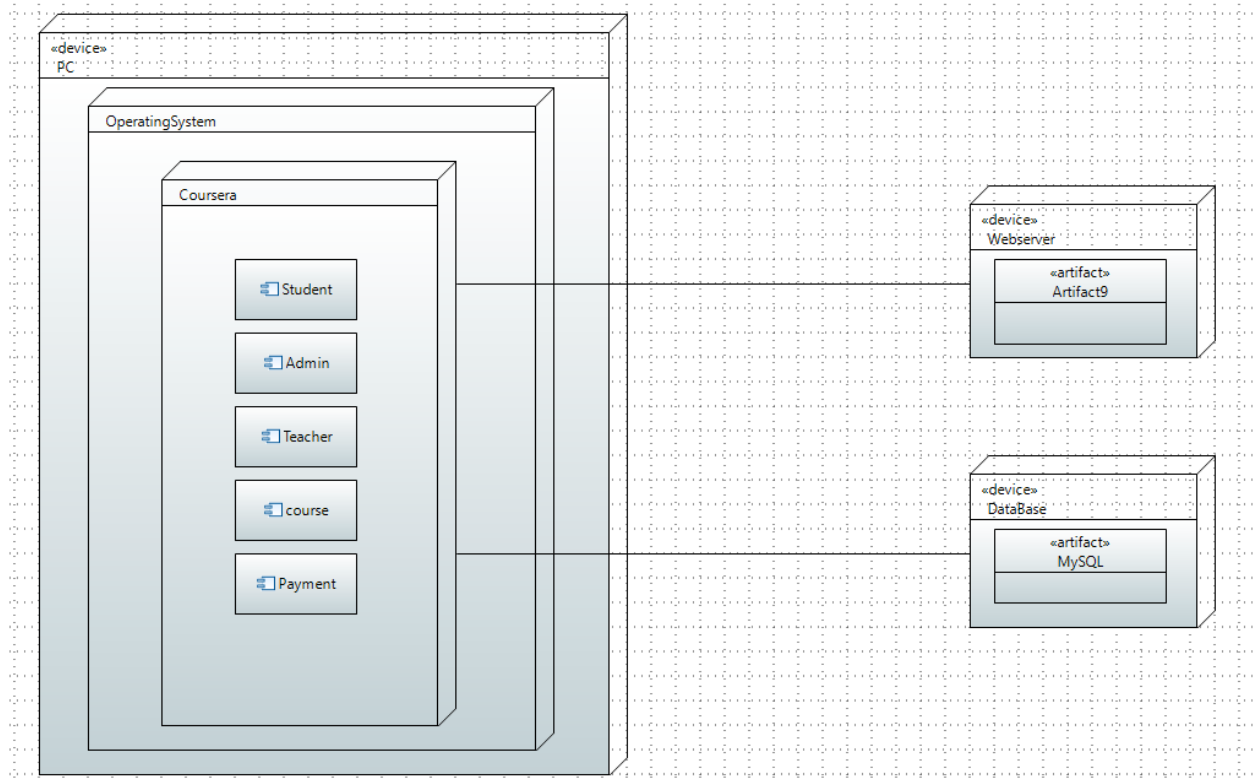 «device»
PC
OperatingSystem
Coursera
Student
Admin
Teacher
course
Payment
«device»
Webserver
«artifact»
Artifact9
«device»
DataBase
«artifact»
MySQL